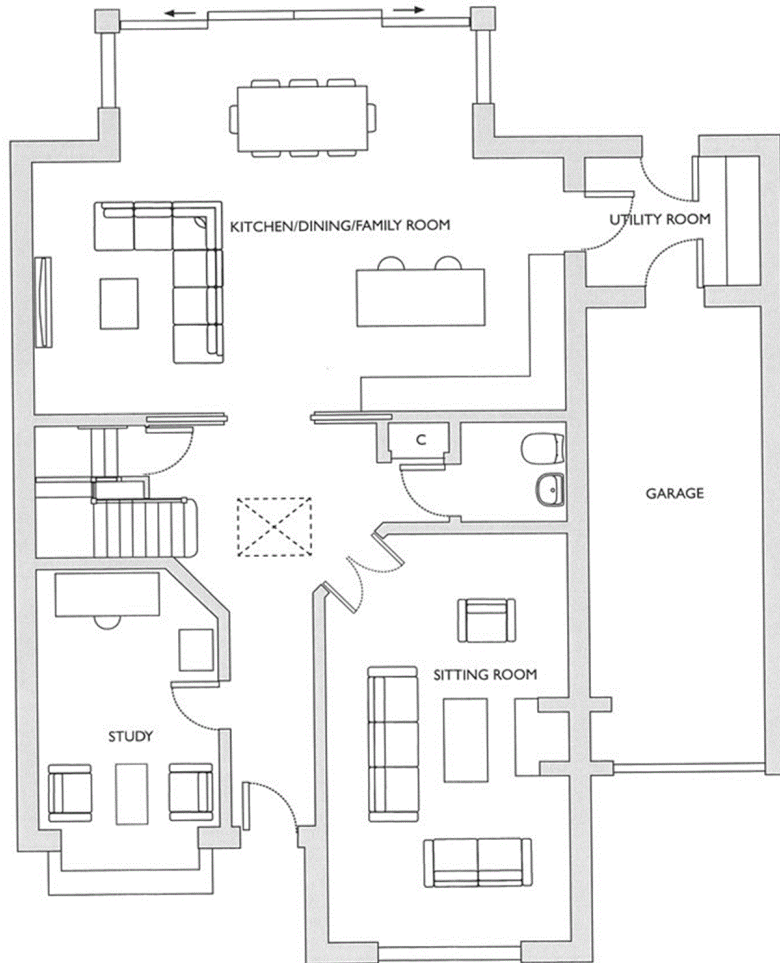 UTILITY ROOM
KITCHEN/DINING/FAMILY ROOM
C
GARAGE
SITTING ROOM
STUDY